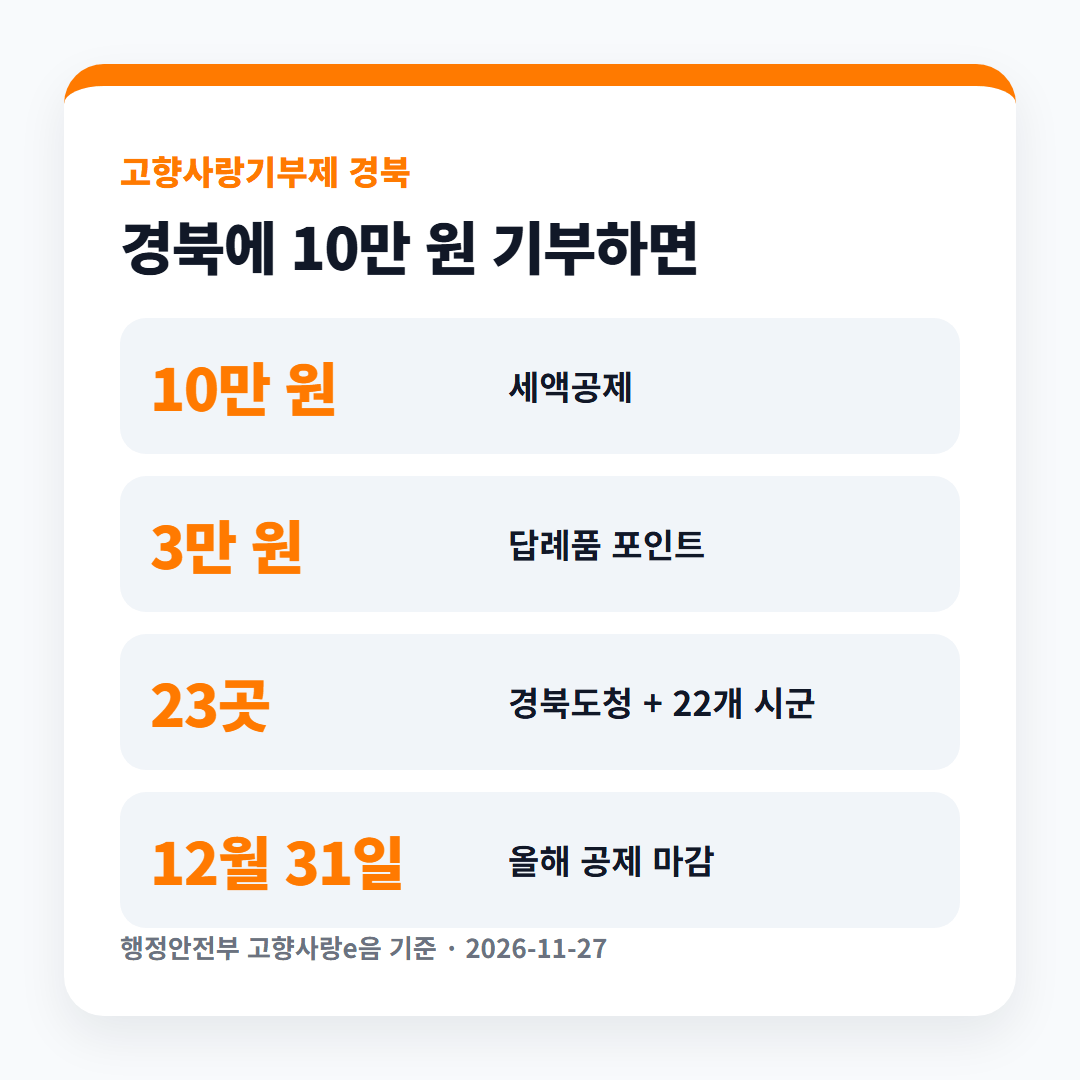 고향사랑기부제 경북
경북에 10만 원 기부하면
10만 원 세액공제
3만 원 답례품 포인트
23곳 경북도청 + 22개 시군
12월 31일 올해 공제 마감
행정안전부 고향사랑e음 기준 · 2026-11-27